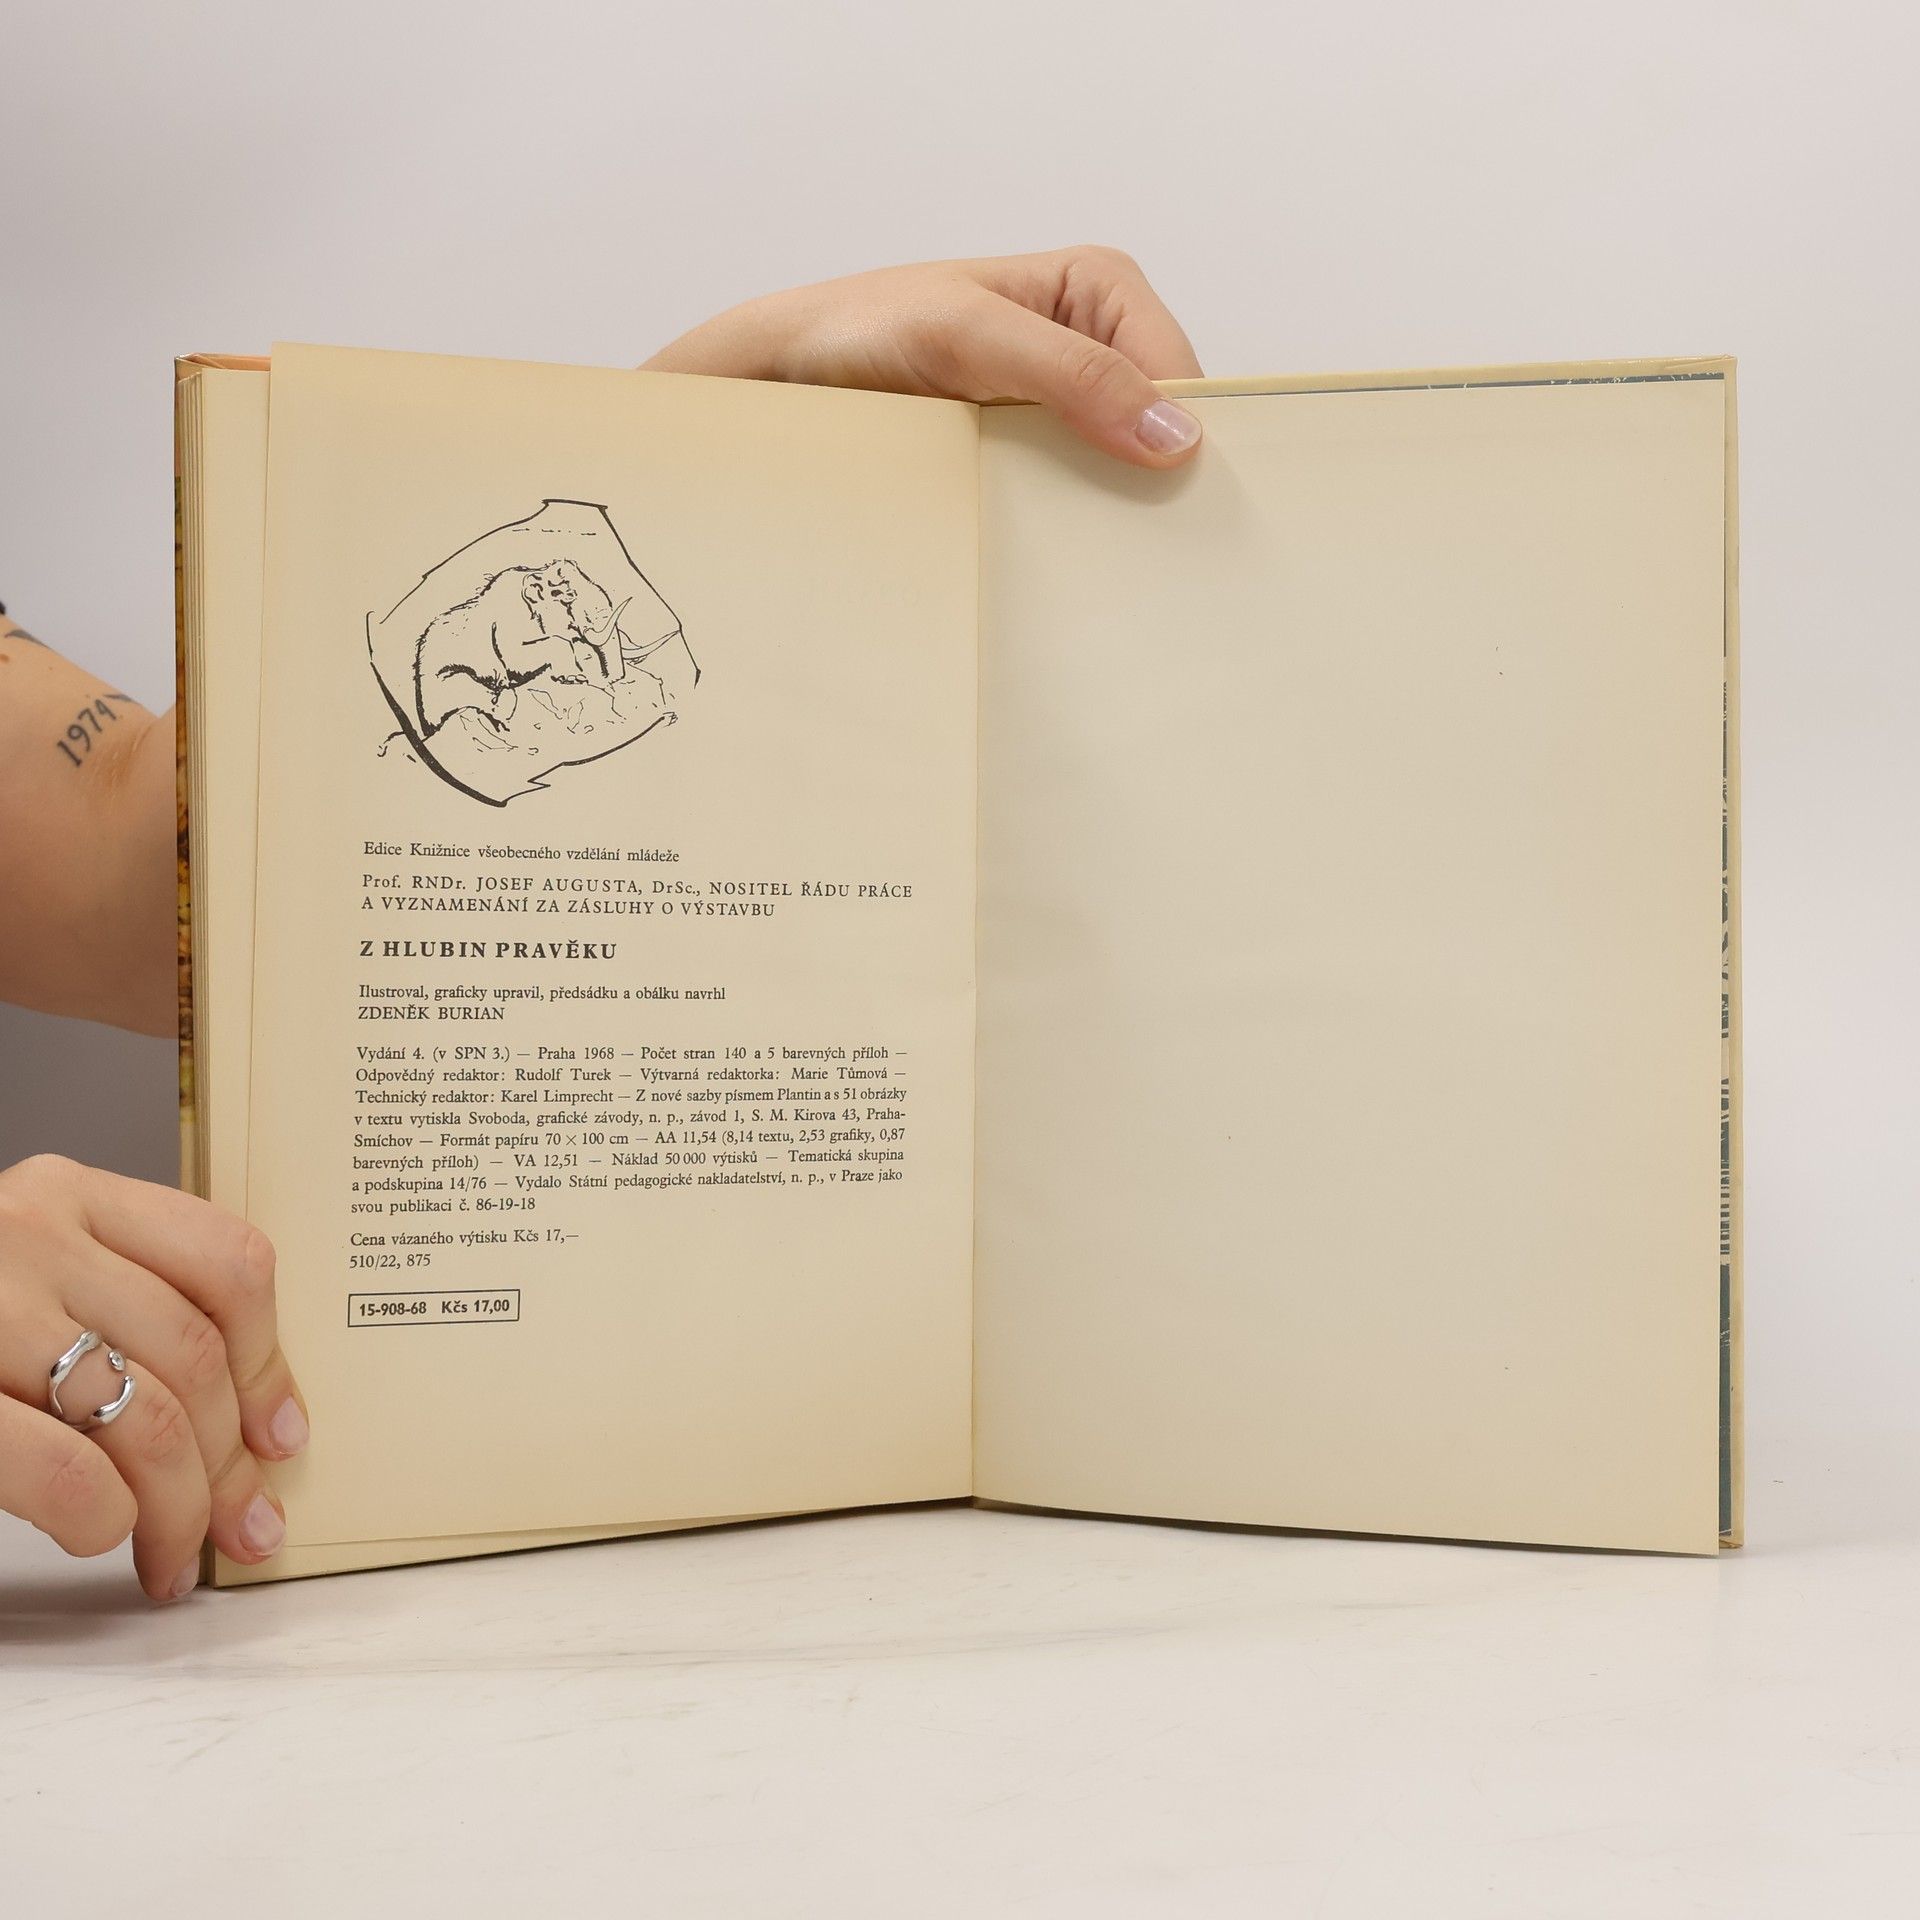 1974
Edice Knižnice všeobecného vzdělání mládeže
Prof. RNDr. JOSEF AUGUSTA, DrSc., NOSITEL ŘÁDU PRÁCE
A VYZNAMENÁNÍ ZA ZÁSLUHY O VÝSTAVBU
Z HLUBIN PRAVĚKU
Ilustroval, graficky upravil, předsádku a obálku navrhl
ZDENĚK BURIAN
Vydání 4. (v SPN 3.) — Praha 1968 — Počet stran 140 a 5 barevných příloh —
Odpovědný redaktor: Rudolf Turek — Výtvarná redaktorka: Marie Tůmová —
Technický redaktor: Karel Limprecht — Z nové sazby písmem Plantin a s 51 obrázky
v textu vytiskla Svoboda, grafické závody, n. p., závod 1, S. M. Kirova 43, Praha-
Smíchov — Formát papíru 70 × 100 cm — AA 11,54 (8,14 textu, 2,53 grafiky, 0,87
barevných příloh) — VA 12,51 — Náklad 50 000 výtisků — Tematická skupina
a podskupina 14/76 — Vydalo Státní pedagogické nakladatelství, n. p., v Praze jako
svou publikaci č. 86-19-18
Cena vázaného výtisku Kčs 17,—
510/22, 875
15-908-68 Kčs 17,00